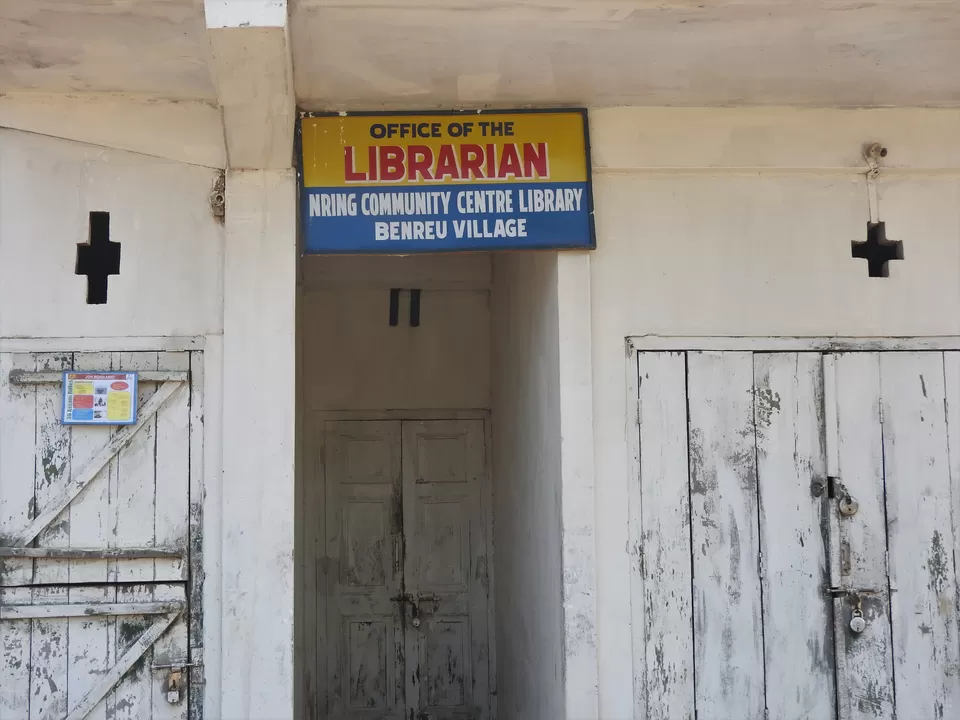 OFFICE OF THE
LIBRARIAN
NRING COMMUNITY CENTRE LIBRARY
BENREU VILLAGE